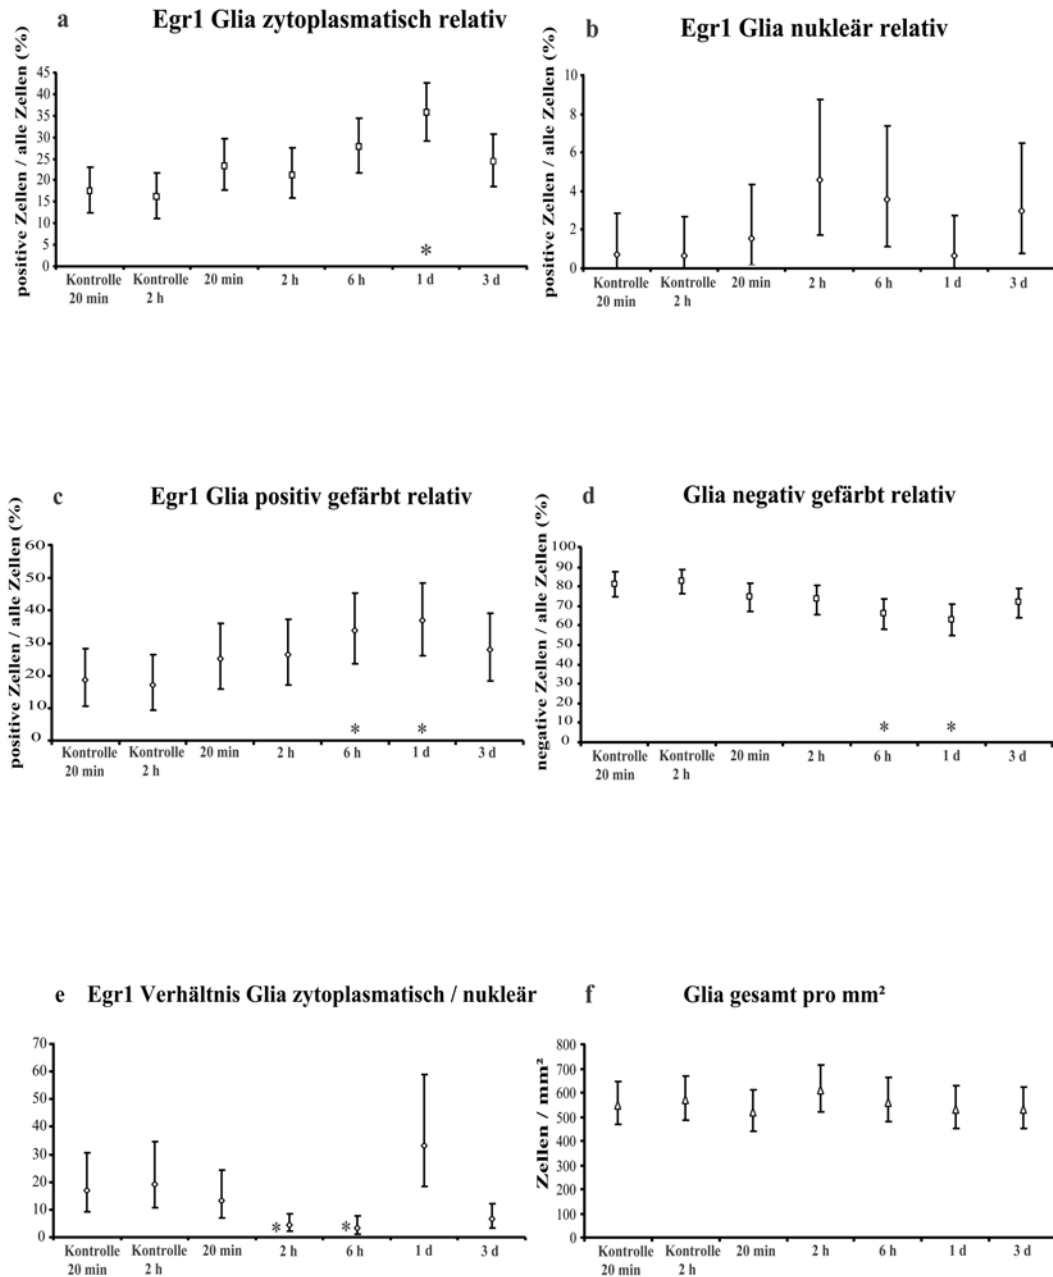 a Egr1 Glia zytoplasmatisch relativ
positive Zellen / alle Zellen (%)
45
40
35
30
25
20
15
10
5
0
*
Kontrolle 20 min
Kontrolle 2 h
20 min
2 h
6 h
1 d
3 d
b Egr1 Glia nukleär relativ
positive Zellen / alle Zellen (%)
10
8
6
4
2
0
Kontrolle 20 min
Kontrolle 2 h
20 min
2 h
6 h
1 d
3 d
c Egr1 Glia positiv gefärbt relativ
positive Zellen / alle Zellen (%)
60
50
40
30
20
10
0
* *
Kontrolle 20 min
Kontrolle 2 h
20 min
2 h
6 h
1 d
3 d
d Glia negativ gefärbt relativ
negative Zellen / alle Zellen (%)
100
90
80
70
60
50
40
30
20
10
0
* *
Kontrolle 20 min
Kontrolle 2 h
20 min
2 h
6 h
1 d
3 d
e Egr1 Verhältnis Glia zytoplasmatisch / nukleär
70
60
50
40
30
20
10
0
* *
Kontrolle 20 min
Kontrolle 2 h
20 min
2 h
6 h
1 d
3 d
f Glia gesamt pro mm²
Zellen / mm²
800
700
600
500
400
300
200
100
0
Kontrolle 20 min
Kontrolle 2 h
20 min
2 h
6 h
1 d
3 d